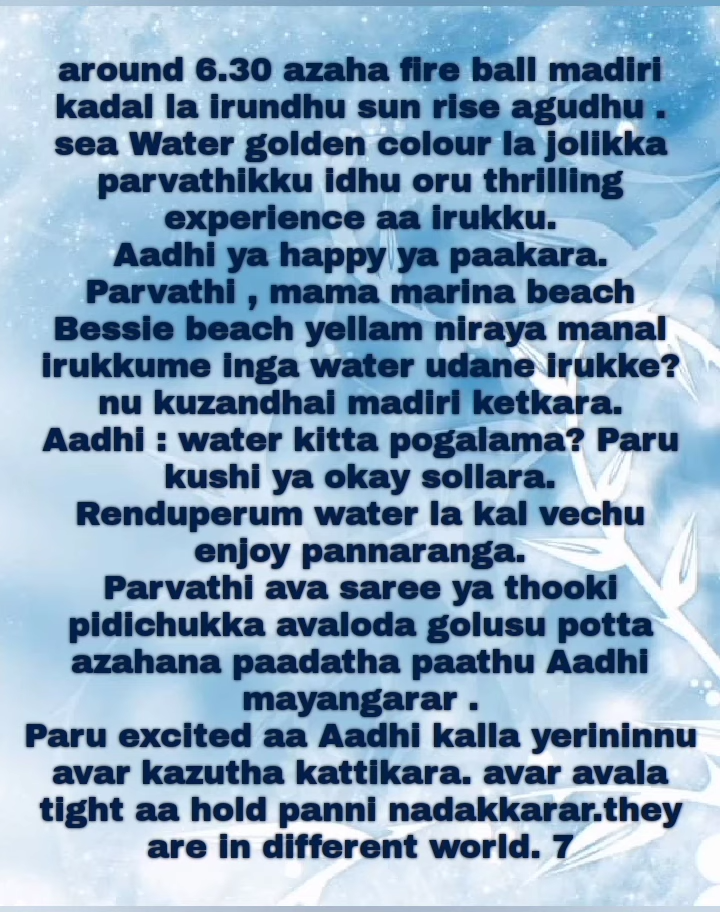 around 6.30 azaha fire ball madiri
kadal la irundhu sun rise agudhu .
sea Water golden colour la jolikka
parvathikku idhu oru thrilling
experience aa irukku.
Aadhi ya happy ya paakara.
Parvathi , mama marina beach
Bessie beach yellam niraya manal
irukkume inga water udane irukke?
nu kuzandhai madiri ketkara.
Aadhi : water kitta pogalama? Paru
kushi ya okay sollara.
Renduperum water la kal vechu
enjoy pannaranga.
Parvathi ava saree ya thooki
pidichukka avaloda golusu potta
azahana paadatha paathu Aadhi
mayangarar .
Paru excited aa Aadhi kalla yerininnu
avar kazutha kattikara. avar avala
tight aa hold panni nadakkarar.they
are in different world. 7